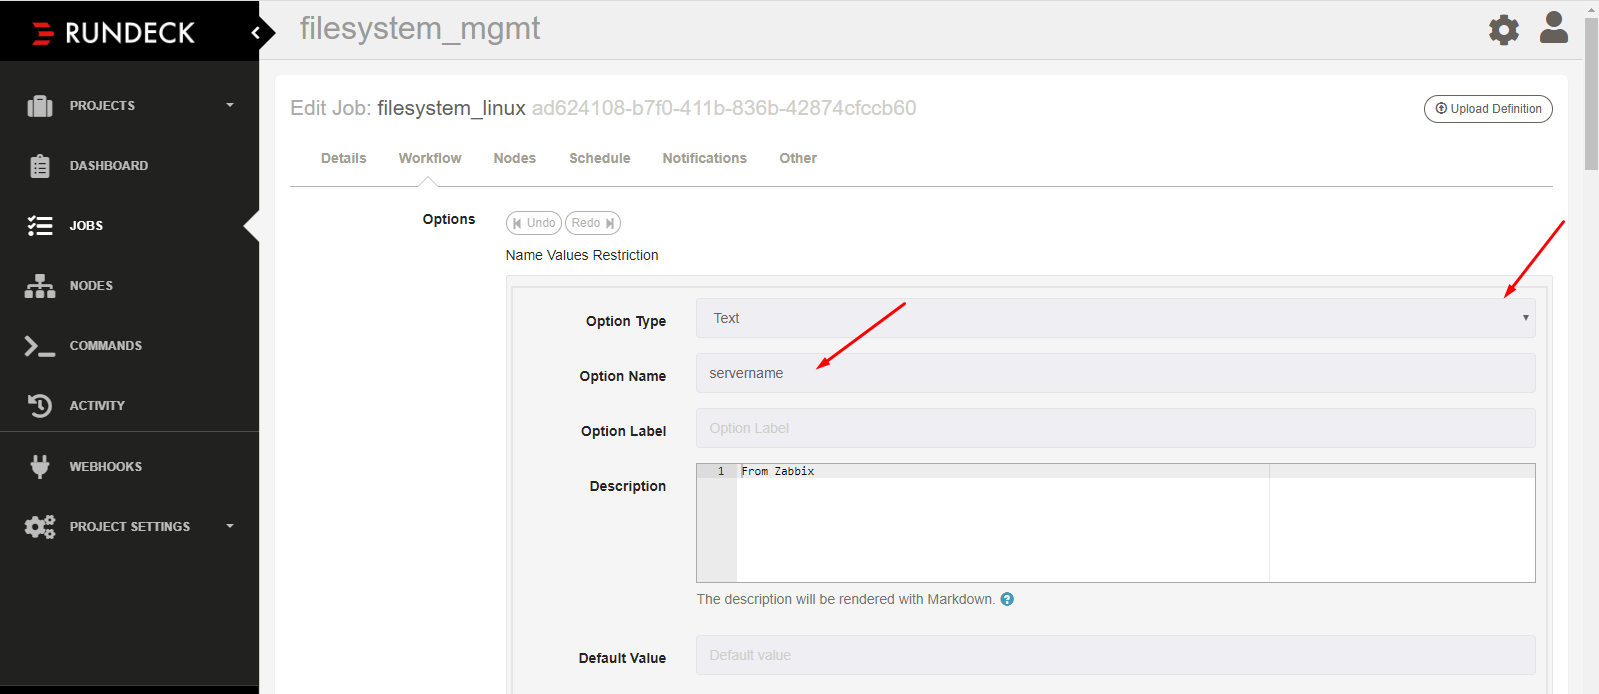 RUNDECK
filesystem_mgmt
PROJECTS
DASHBOARD
JOBS
NODES
COMMANDS
ACTIVITY
WEBHOOKS
PROJECT SETTINGS
Edit Job: filesystem_linux ad624108-b7f0-411b-836b-42874cfccb60
Upload Definition
Details Workflow Nodes Schedule Notifications Other
Options Undo Redo
Name Values Restriction
Option Type Text
Option Name servername
Option Label Option Label
Description 1 From Zabbix
The description will be rendered with Markdown. ?
Default Value Default value